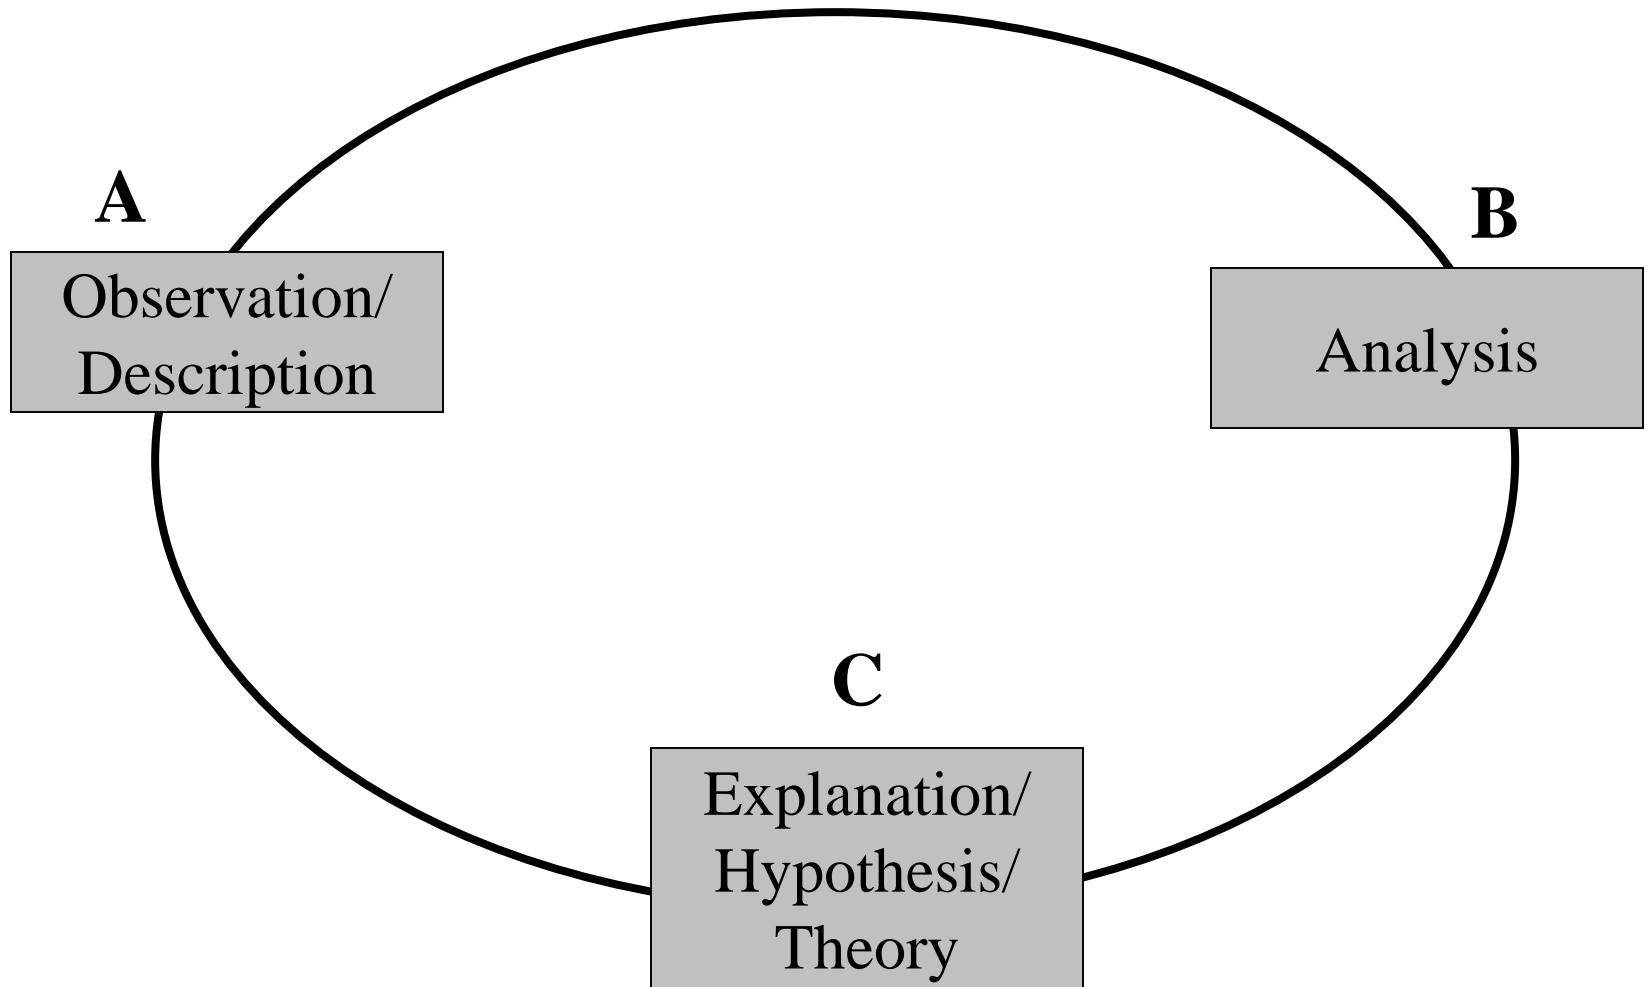 A
Observation/
Description
B
Analysis
C
Explanation/
Hypothesis/
Theory